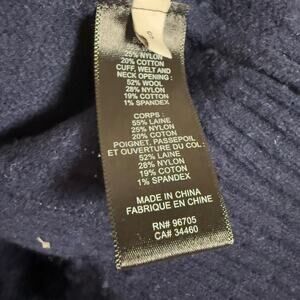 25% NYLON
20% COTTON
CUFF, WELT AND
NECK OPENING :
52% WOOL
28% NYLON
19% COTTON
1% SPANDEX
CORPS :
55% LAINE
25% NYLON
20% COTON
POIGNET, PASSEPOIL
ET OUVERTURE DU COL :
52% LAINE
28% NYLON
19% COTON
1% SPANDEX
MADE IN CHINA
FABRIQUE EN CHINE
RN# 96705
CA# 34460